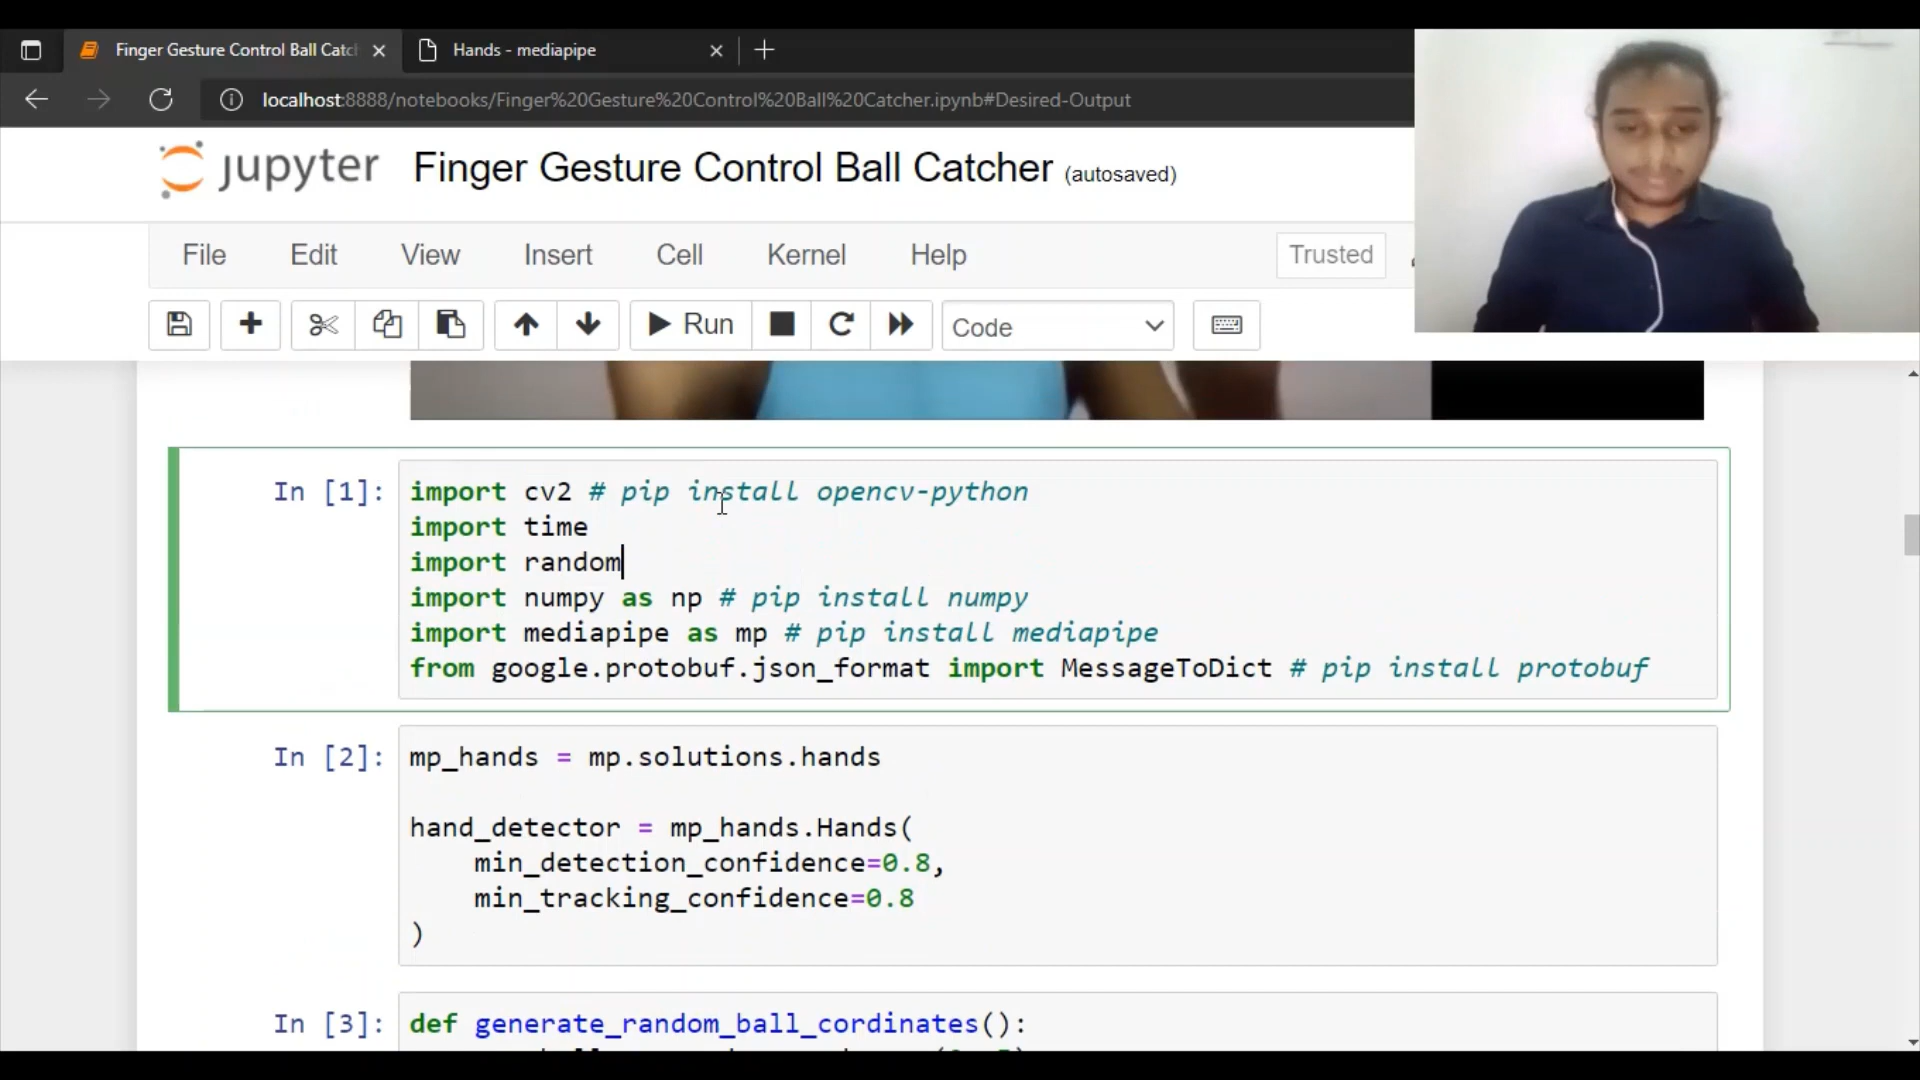 Finger Gesture Control Ball Catc
Hands - mediapipe
localhost:8888/notebooks/Finger%20Gesture%20Control%20Ball%20Catcher.ipynb#Desired-Output
jupyter Finger Gesture Control Ball Catcher (autosaved)
File Edit View Insert Cell Kernel Help Trusted
Run Code
In [1]: import cv2 # pip install opencv-python
import time
import random
import numpy as np # pip install numpy
import mediapipe as mp # pip install mediapipe
from google.protobuf.json_format import MessageToDict # pip install protobuf
In [2]: mp_hands = mp.solutions.hands
hand_detector = mp_hands.Hands(
min_detection_confidence=0.8,
min_tracking_confidence=0.8
)
In [3]: def generate_random_ball_cordinates():